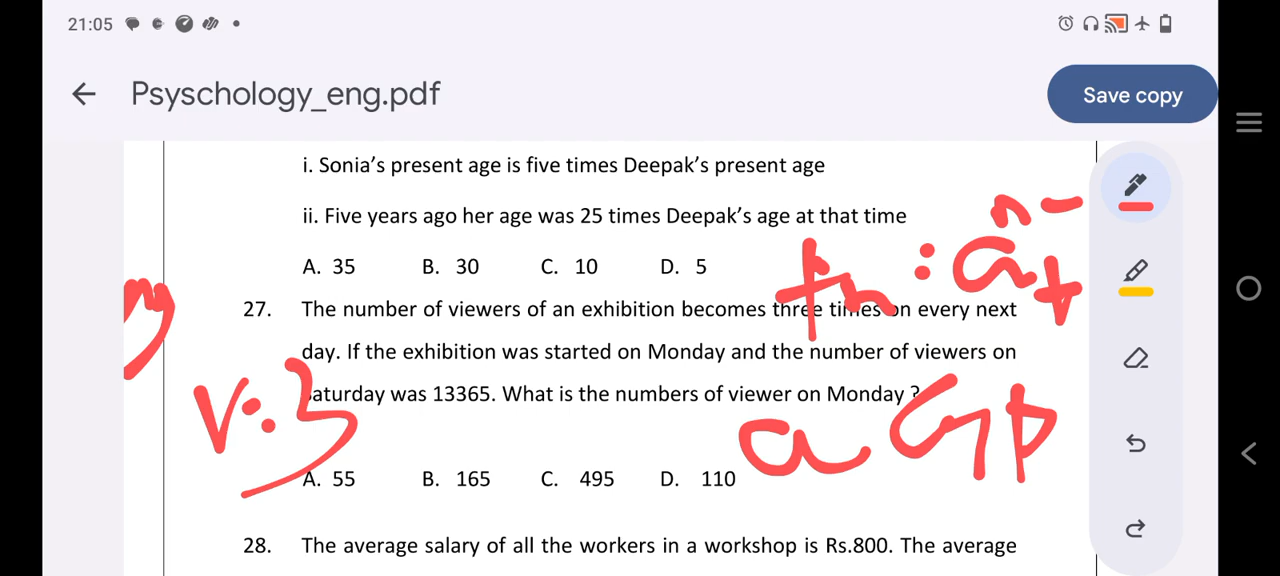 21:05
Psyschology_eng.pdf
Save copy
i. Sonia's present age is five times Deepak's present age
ii. Five years ago her age was 25 times Deepak's age at that time
A. 35 B. 30 C. 10 D. 5
27. The number of viewers of an exhibition becomes three times on every next
day. If the exhibition was started on Monday and the number of viewers on
Saturday was 13365. What is the numbers of viewer on Monday ?
a GP
A. 55 B. 165 C. 495 D. 110
28. The average salary of all the workers in a workshop is Rs.800. The average